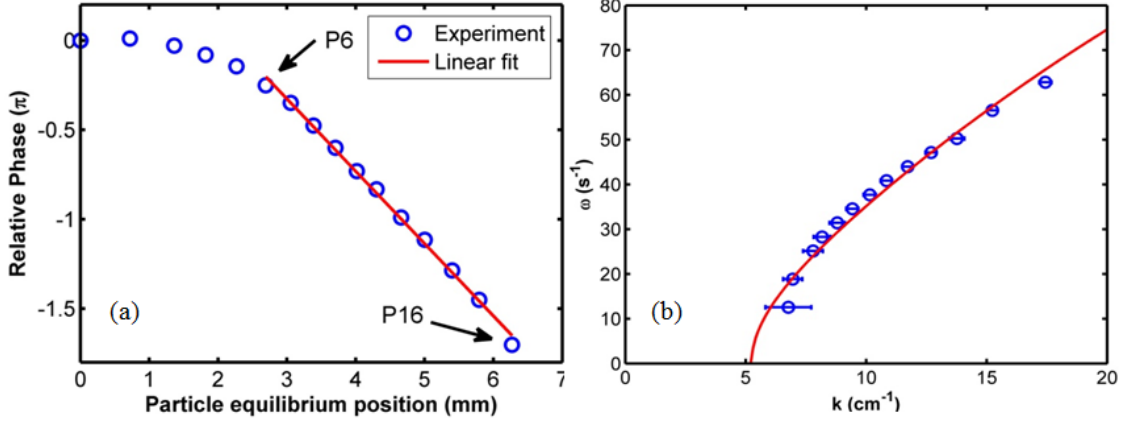 0
-0.5
-1
-1.5
0 1 2 3 4 5 6 7
Relative Phase (π)
Particle equilibrium position (mm)
P6
P16
Experiment
Linear fit
(a)
80
70
60
50
40
30
20
10
0
0 5 10 15 20
ω (s⁻¹)
k (cm⁻¹)
(b)